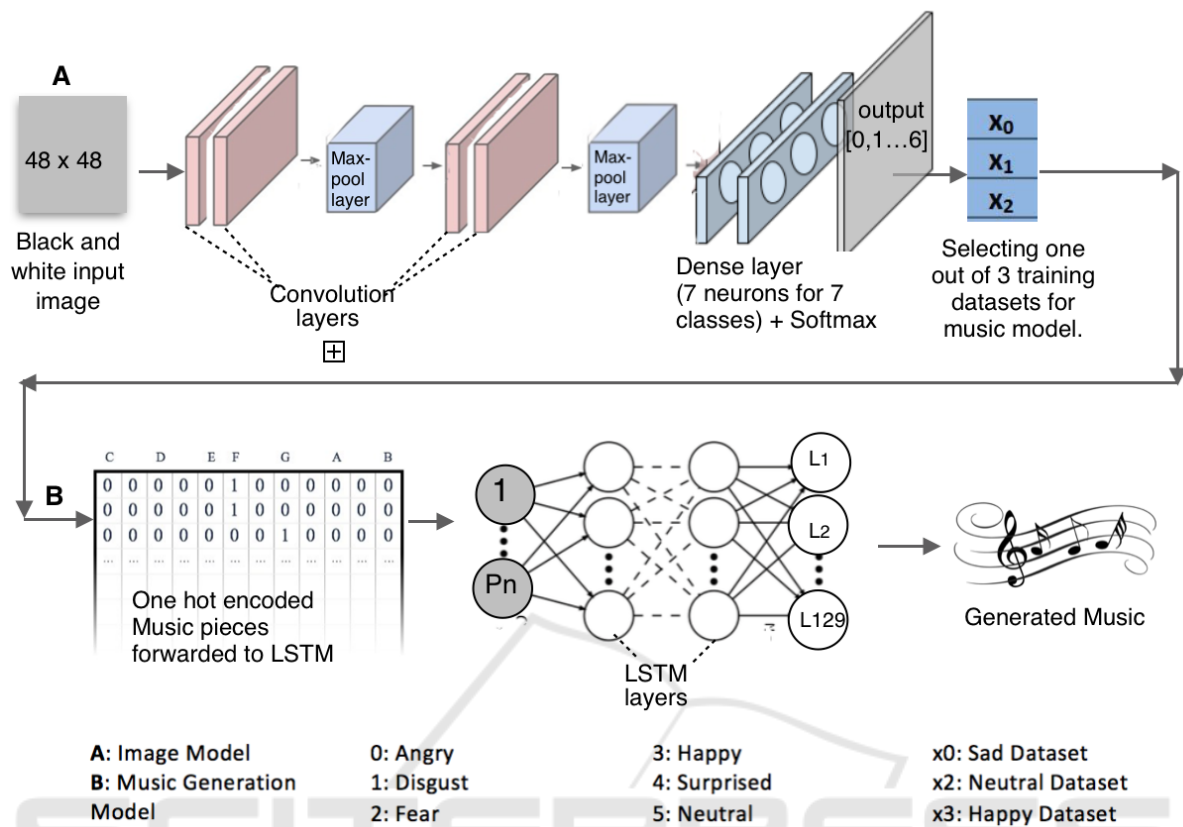 A
48 x 48
Black and
white input
image
Max-
pool
layer
Max-
pool
layer
Convolution
layers
Dense layer
(7 neurons for 7
classes) + Softmax
output
[0,1…6]
x0
x1
x2
Selecting one
out of 3 training
datasets for
music model.
B
C D E F G A B
0 0 0 0 0 1 0 0 0 0 0 0
0 0 0 0 0 1 0 0 0 0 0 0
0 0 0 0 0 0 0 1 0 0 0 0
... ... ... ... ... ... ... ... ... ... ... ...
One hot encoded
Music pieces
forwarded to LSTM
1
Pn
L1
L2
L129
LSTM
layers
Generated Music
A: Image Model
B: Music Generation
Model
0: Angry
1: Disgust
2: Fear
3: Happy
4: Surprised
5: Neutral
x0: Sad Dataset
x2: Neutral Dataset
x3: Happy Dataset